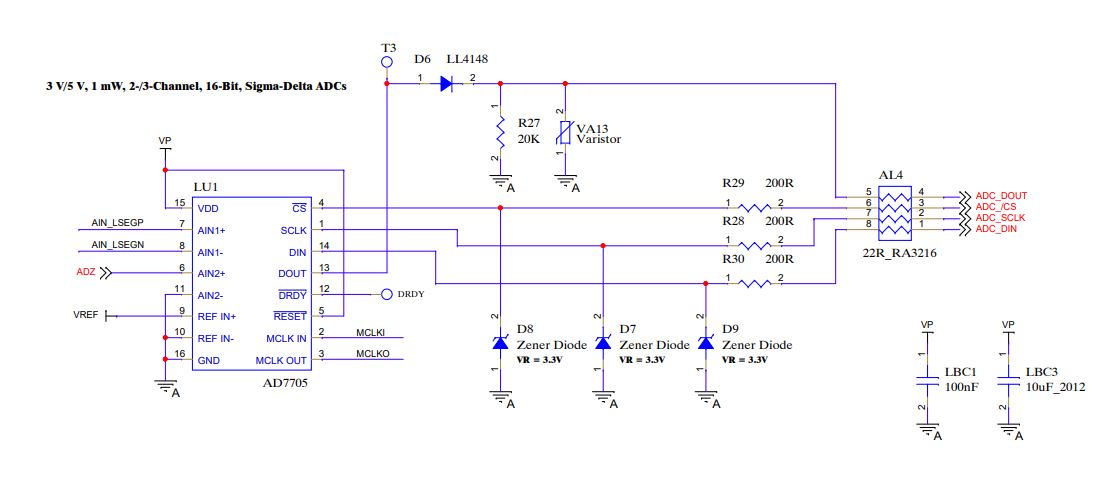 T3
D6 LL4148
1 2
3 V/5 V, 1 mW, 2-/3-Channel, 16-Bit, Sigma-Delta ADCs
1
R27
20K
2
2
VA13
Varistor
1
A
A
VP
LU1
15 VDD
CS 4
AIN_LSEGP 7 AIN1+
SCLK 1
AIN_LSEGN 8 AIN1-
DIN 14
ADZ 6 AIN2+
DOUT 13
11 AIN2-
DRDY 12 DRDY
VREF 9 REF IN+
RESET 5
10 REF IN-
MCLK IN 2 MCLKI
16 GND
MCLK OUT 3 MCLKO
AD7705
A
R29 200R
1 2
R28 200R
1 2
R30 200R
1 2
AL4
5 4 ADC_DOUT
6 3 ADC_/CS
7 2 ADC_SCLK
8 1 ADC_DIN
22R_RA3216
2
D8
Zener Diode
VR = 3.3V
1
A
2
D7
Zener Diode
VR = 3.3V
1
A
2
D9
Zener Diode
VR = 3.3V
1
A
VP
1
LBC1
100nF
2
A
VP
1
LBC3
10uF_2012
2
A